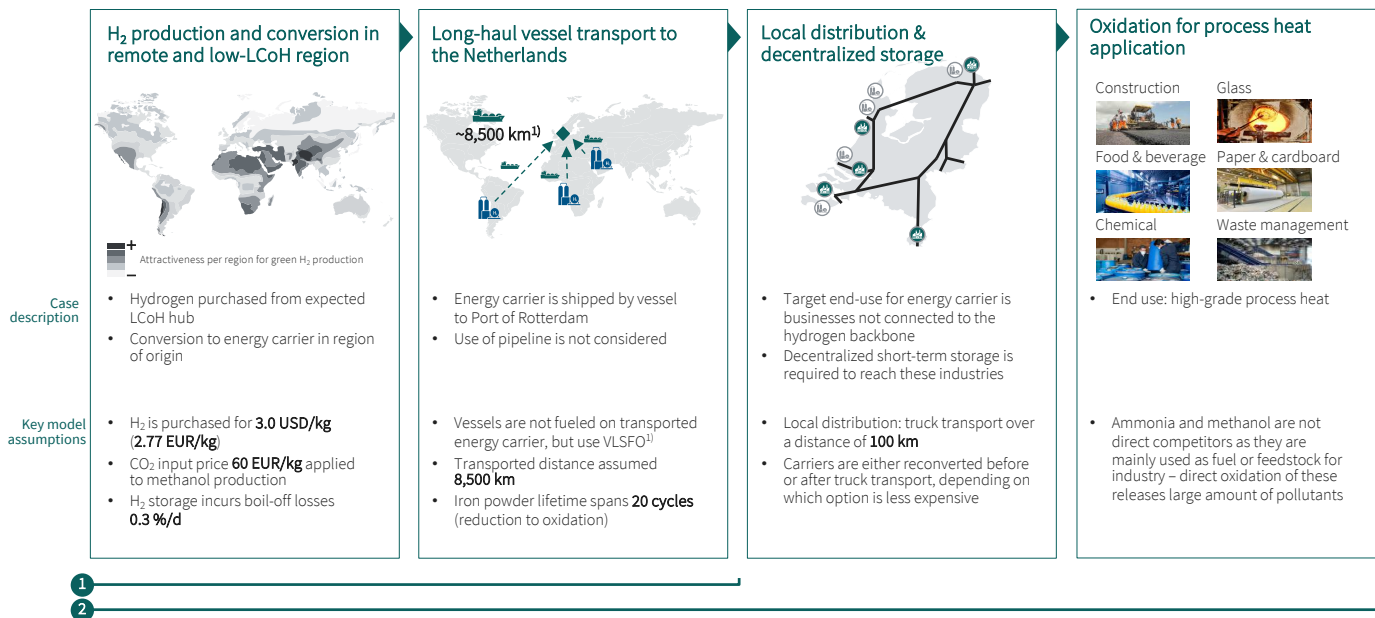 H₂ production and conversion in
remote and low-LCoH region
+
Attractiveness per region for green H₂ production
–
Case
description
• Hydrogen purchased from expected
LCoH hub
• Conversion to energy carrier in region
of origin
Key model
assumptions
• H₂ is purchased for 3.0 USD/kg
(2.77 EUR/kg)
• CO₂ input price 60 EUR/kg applied
to methanol production
• H₂ storage incurs boil-off losses
0.3 %/d
Long-haul vessel transport to
the Netherlands
~8,500 km¹⁾
• Energy carrier is shipped by vessel
to Port of Rotterdam
• Use of pipeline is not considered
• Vessels are not fueled on transported
energy carrier, but use VLSFO¹⁾
• Transported distance assumed
8,500 km
• Iron powder lifetime spans 20 cycles
(reduction to oxidation)
Local distribution &
decentralized storage
• Target end-use for energy carrier is
businesses not connected to the
hydrogen backbone
• Decentralized short-term storage is
required to reach these industries
• Local distribution: truck transport over
a distance of 100 km
• Carriers are either reconverted before
or after truck transport, depending on
which option is less expensive
Oxidation for process heat
application
Construction
Glass
Food & beverage
Paper & cardboard
Chemical
Waste management
• End use: high-grade process heat
• Ammonia and methanol are not
direct competitors as they are
mainly used as fuel or feedstock for
industry – direct oxidation of these
releases large amount of pollutants
1
2